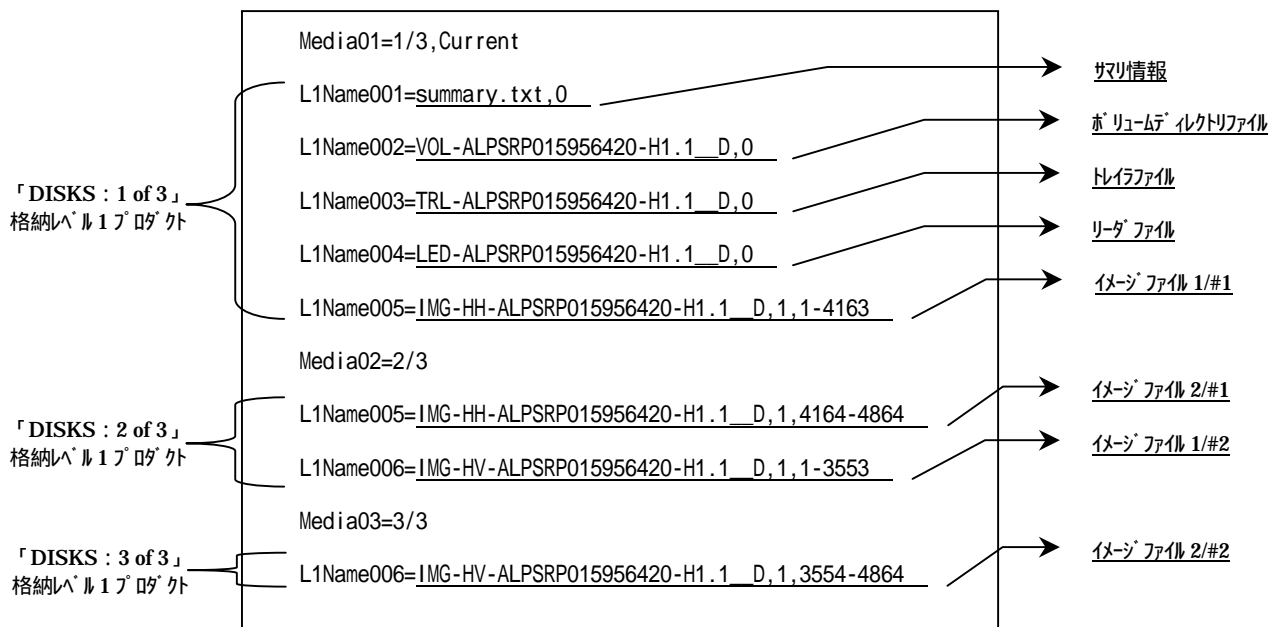 Media01=1/3,Current
L1Name001=summary.txt,0
L1Name002=VOL-ALPSRP015956420-H1.1__D,0
L1Name003=TRL-ALPSRP015956420-H1.1__D,0
L1Name004=LED-ALPSRP015956420-H1.1__D,0
L1Name005=IMG-HH-ALPSRP015956420-H1.1__D,1,1-4163
Media02=2/3
L1Name005=IMG-HH-ALPSRP015956420-H1.1__D,1,4164-4864
L1Name006=IMG-HV-ALPSRP015956420-H1.1__D,1,1-3553
Media03=3/3
L1Name006=IMG-HV-ALPSRP015956420-H1.1__D,1,3554-4864
「DISKS:1 of 3」
格納ﾚﾍﾞﾙ1ﾌﾟﾛﾀﾞｸﾄ
「DISKS:2 of 3」
格納ﾚﾍﾞﾙ1ﾌﾟﾛﾀﾞｸﾄ
「DISKS:3 of 3」
格納ﾚﾍﾞﾙ1ﾌﾟﾛﾀﾞｸﾄ
ｻﾏﾘ情報
ﾎﾞﾘｭｰﾑﾃﾞｨﾚｸﾄﾘﾌｧｲﾙ
ﾄﾚｲﾗﾌｧｲﾙ
ﾘｰﾀﾞﾌｧｲﾙ
ｲﾒｰｼﾞﾌｧｲﾙ1/#1
ｲﾒｰｼﾞﾌｧｲﾙ2/#1
ｲﾒｰｼﾞﾌｧｲﾙ1/#2
ｲﾒｰｼﾞﾌｧｲﾙ2/#2